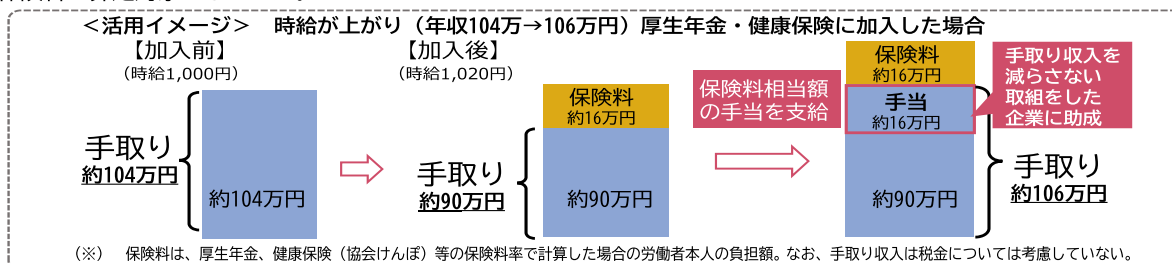 ＜活用イメージ＞　時給が上がり（年収104万→106万円）厚生年金・健康保険に加入した場合
【加入前】
（時給1,000円）
手取り
約104万円
約104万円
【加入後】
（時給1,020円）
手取り
約90万円
保険料
約16万円
約90万円
保険料相当額
の手当を支給
保険料
約16万円
手当
約16万円
約90万円
手取り収入を
減らさない
取組をした
企業に助成
手取り
約106万円
（※）　保険料は、厚生年金、健康保険（協会けんぽ）等の保険料率で計算した場合の労働者本人の負担額。なお、手取り収入は税金については考慮していない。